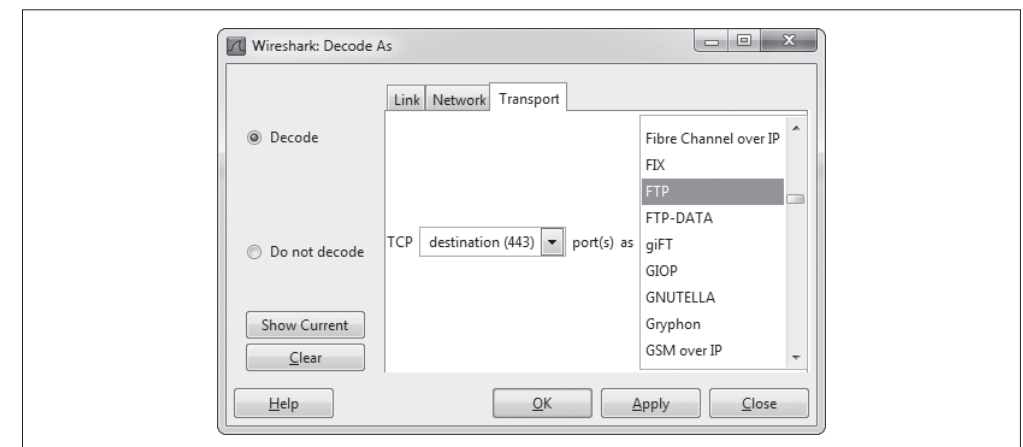 Wireshark: Decode As
Link Network Transport
Decode
Do not decode
Show Current
Clear
TCP destination (443) port(s) as
Fibre Channel over IP
FIX
FTP
FTP-DATA
giFT
GIOP
GNUTELLA
Gryphon
GSM over IP
Help OK Apply Close